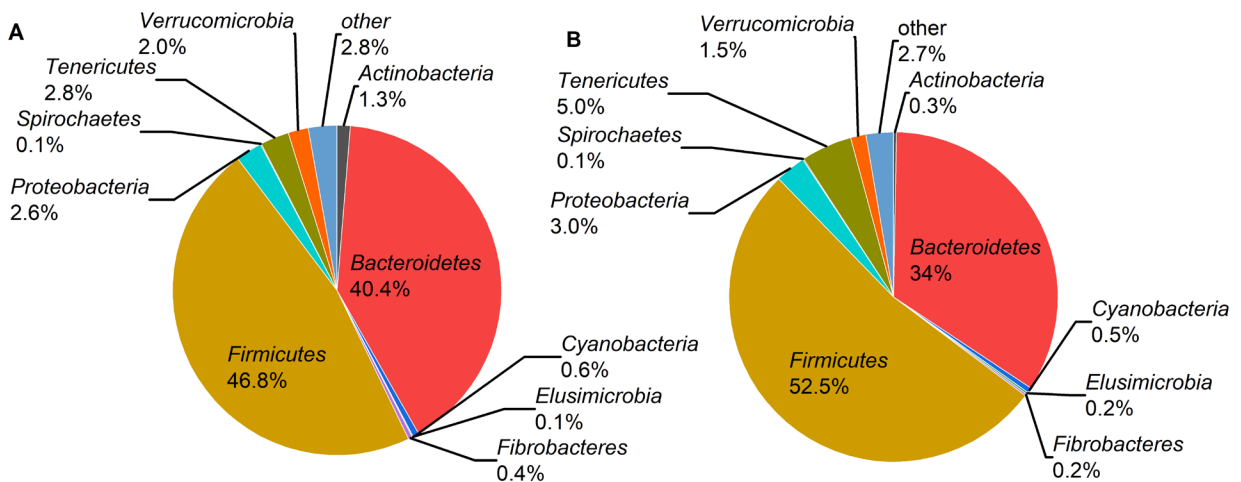 A
Verrucomicrobia
2.0%
other
2.8%
Actinobacteria
1.3%
Tenericutes
2.8%
Spirochaetes
0.1%
Proteobacteria
2.6%
Bacteroidetes
40.4%
Firmicutes
46.8%
Cyanobacteria
0.6%
Elusimicrobia
0.1%
Fibrobacteres
0.4%
B
Verrucomicrobia
1.5%
other
2.7%
Actinobacteria
0.3%
Tenericutes
5.0%
Spirochaetes
0.1%
Proteobacteria
3.0%
Bacteroidetes
34%
Firmicutes
52.5%
Cyanobacteria
0.5%
Elusimicrobia
0.2%
Fibrobacteres
0.2%